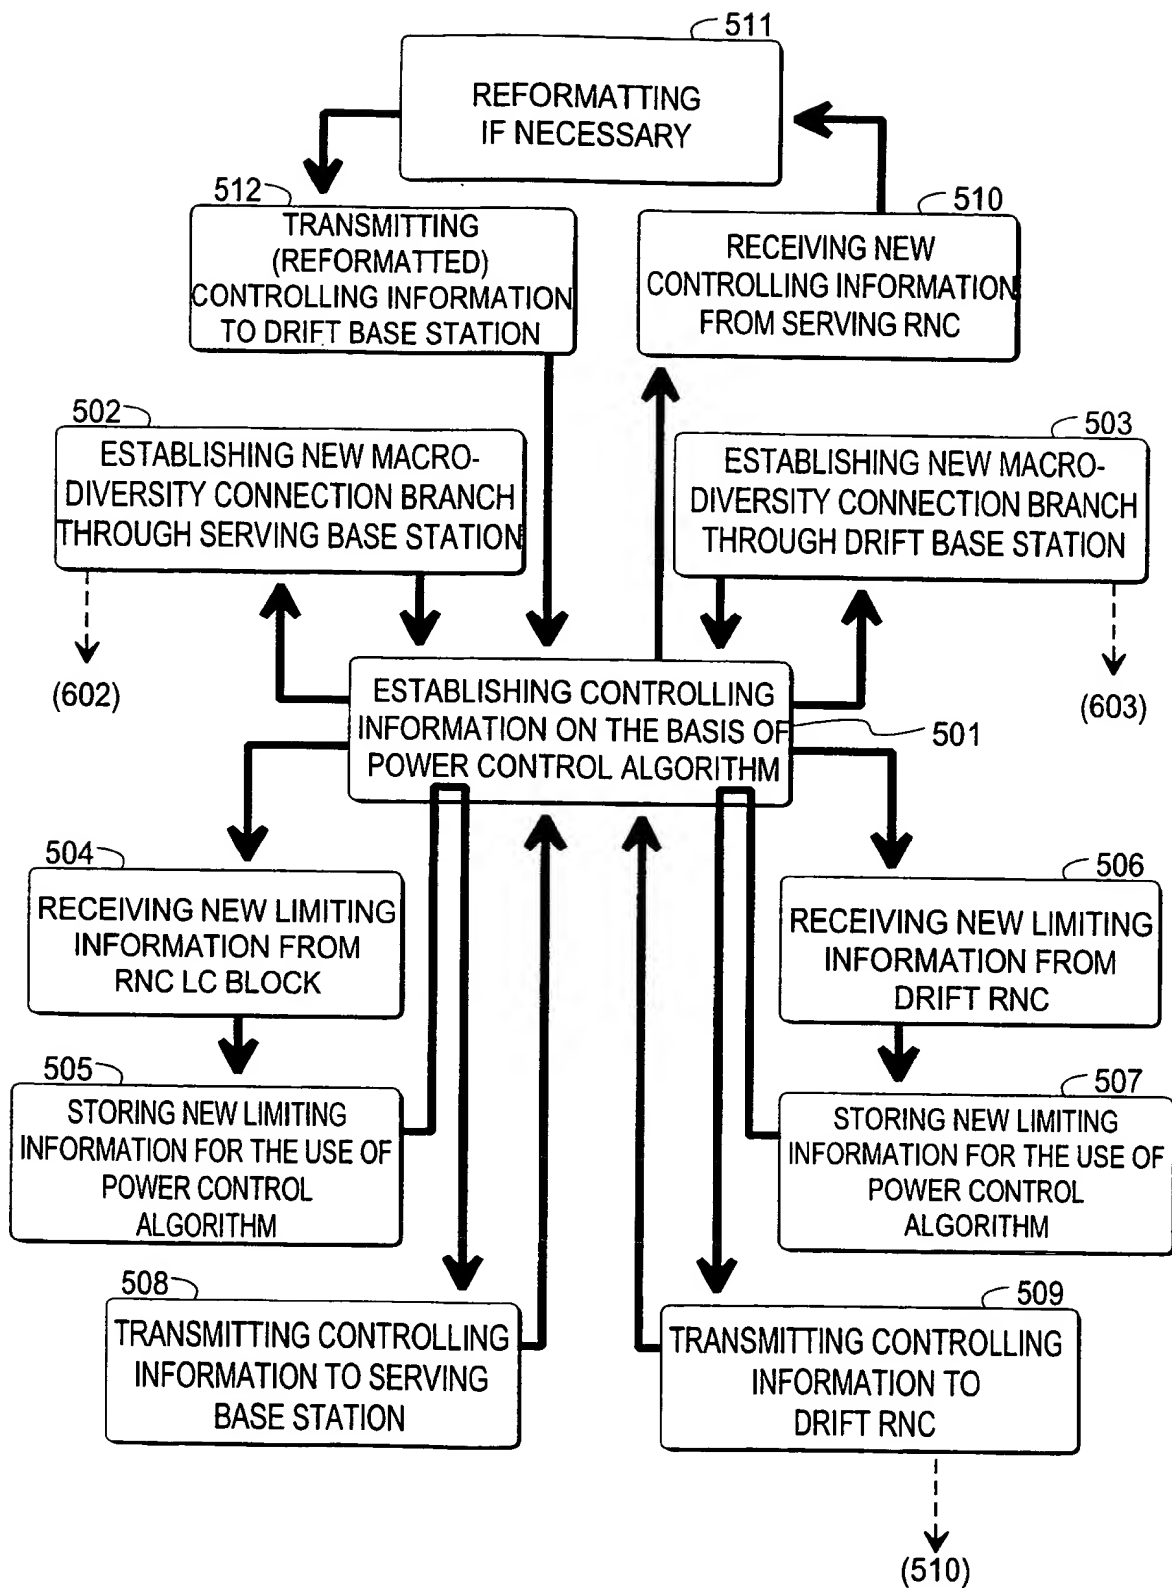 511
REFORMATTING
IF NECESSARY
512
TRANSMITTING
(REFORMATTED)
CONTROLLING INFORMATION
TO DRIFT BASE STATION
510
RECEIVING NEW
CONTROLLING INFORMATION
FROM SERVING RNC
502
ESTABLISHING NEW MACRO-
DIVERSITY CONNECTION BRANCH
THROUGH SERVING BASE STATION
503
ESTABLISHING NEW MACRO-
DIVERSITY CONNECTION BRANCH
THROUGH DRIFT BASE STATION
(602)
(603)
ESTABLISHING CONTROLLING
INFORMATION ON THE BASIS OF
POWER CONTROL ALGORITHM
501
504
RECEIVING NEW LIMITING
INFORMATION FROM
RNC LC BLOCK
506
RECEIVING NEW LIMITING
INFORMATION FROM
DRIFT RNC
505
STORING NEW LIMITING
INFORMATION FOR THE USE OF
POWER CONTROL
ALGORITHM
507
STORING NEW LIMITING
INFORMATION FOR THE USE OF
POWER CONTROL
ALGORITHM
508
TRANSMITTING CONTROLLING
INFORMATION TO SERVING
BASE STATION
509
TRANSMITTING CONTROLLING
INFORMATION TO
DRIFT RNC
(510)